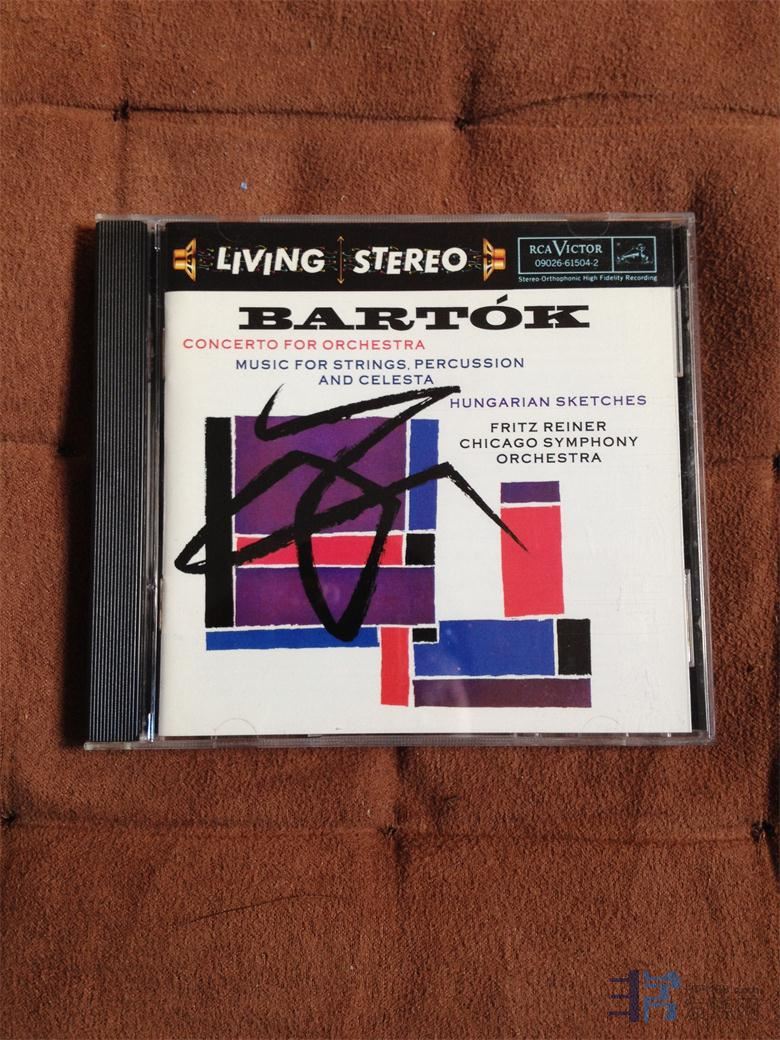 LIVING STEREO
RCA VICTOR
09026-61504-2
Stereo-Orthophonic High Fidelity Recording
BARTÓK
CONCERTO FOR ORCHESTRA
MUSIC FOR STRINGS, PERCUSSION
AND CELESTA
HUNGARIAN SKETCHES
FRITZ REINER
CHICAGO SYMPHONY
ORCHESTRA